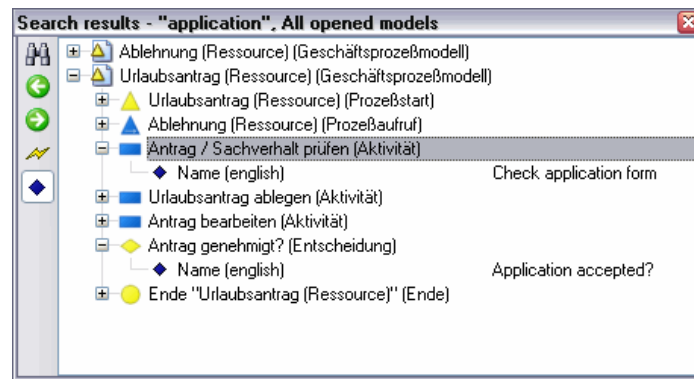 Search results - "application", All opened models
Ablehnung (Ressource) (Geschäftsprozeßmodell)
Urlaubsantrag (Ressource) (Geschäftsprozeßmodell)
Urlaubsantrag (Ressource) (Prozeßstart)
Ablehnung (Ressource) (Prozeßaufruf)
Antrag / Sachverhalt prüfen (Aktivität)
Name (english) Check application form
Urlaubsantrag ablegen (Aktivität)
Antrag bearbeiten (Aktivität)
Antrag genehmigt? (Entscheidung)
Name (english) Application accepted?
Ende "Urlaubsantrag (Ressource)" (Ende)